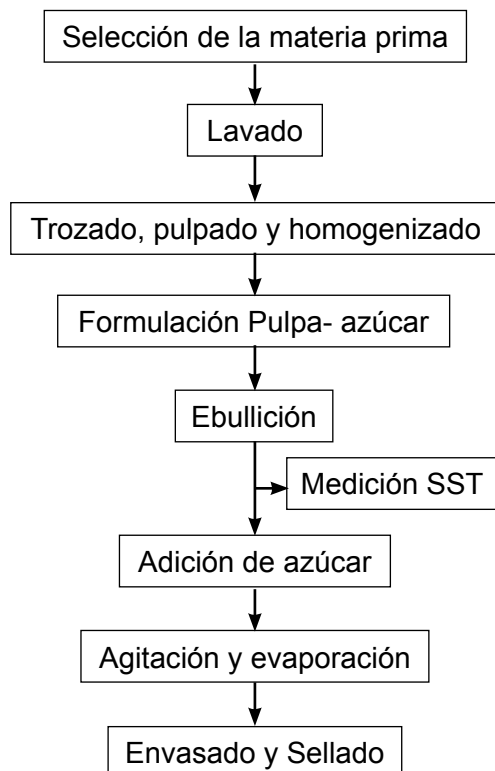 Selección de la materia prima
Lavado
Trozado, pulpado y homogenizado
Formulación Pulpa- azúcar
Ebullición
Medición SST
Adición de azúcar
Agitación y evaporación
Envasado y Sellado